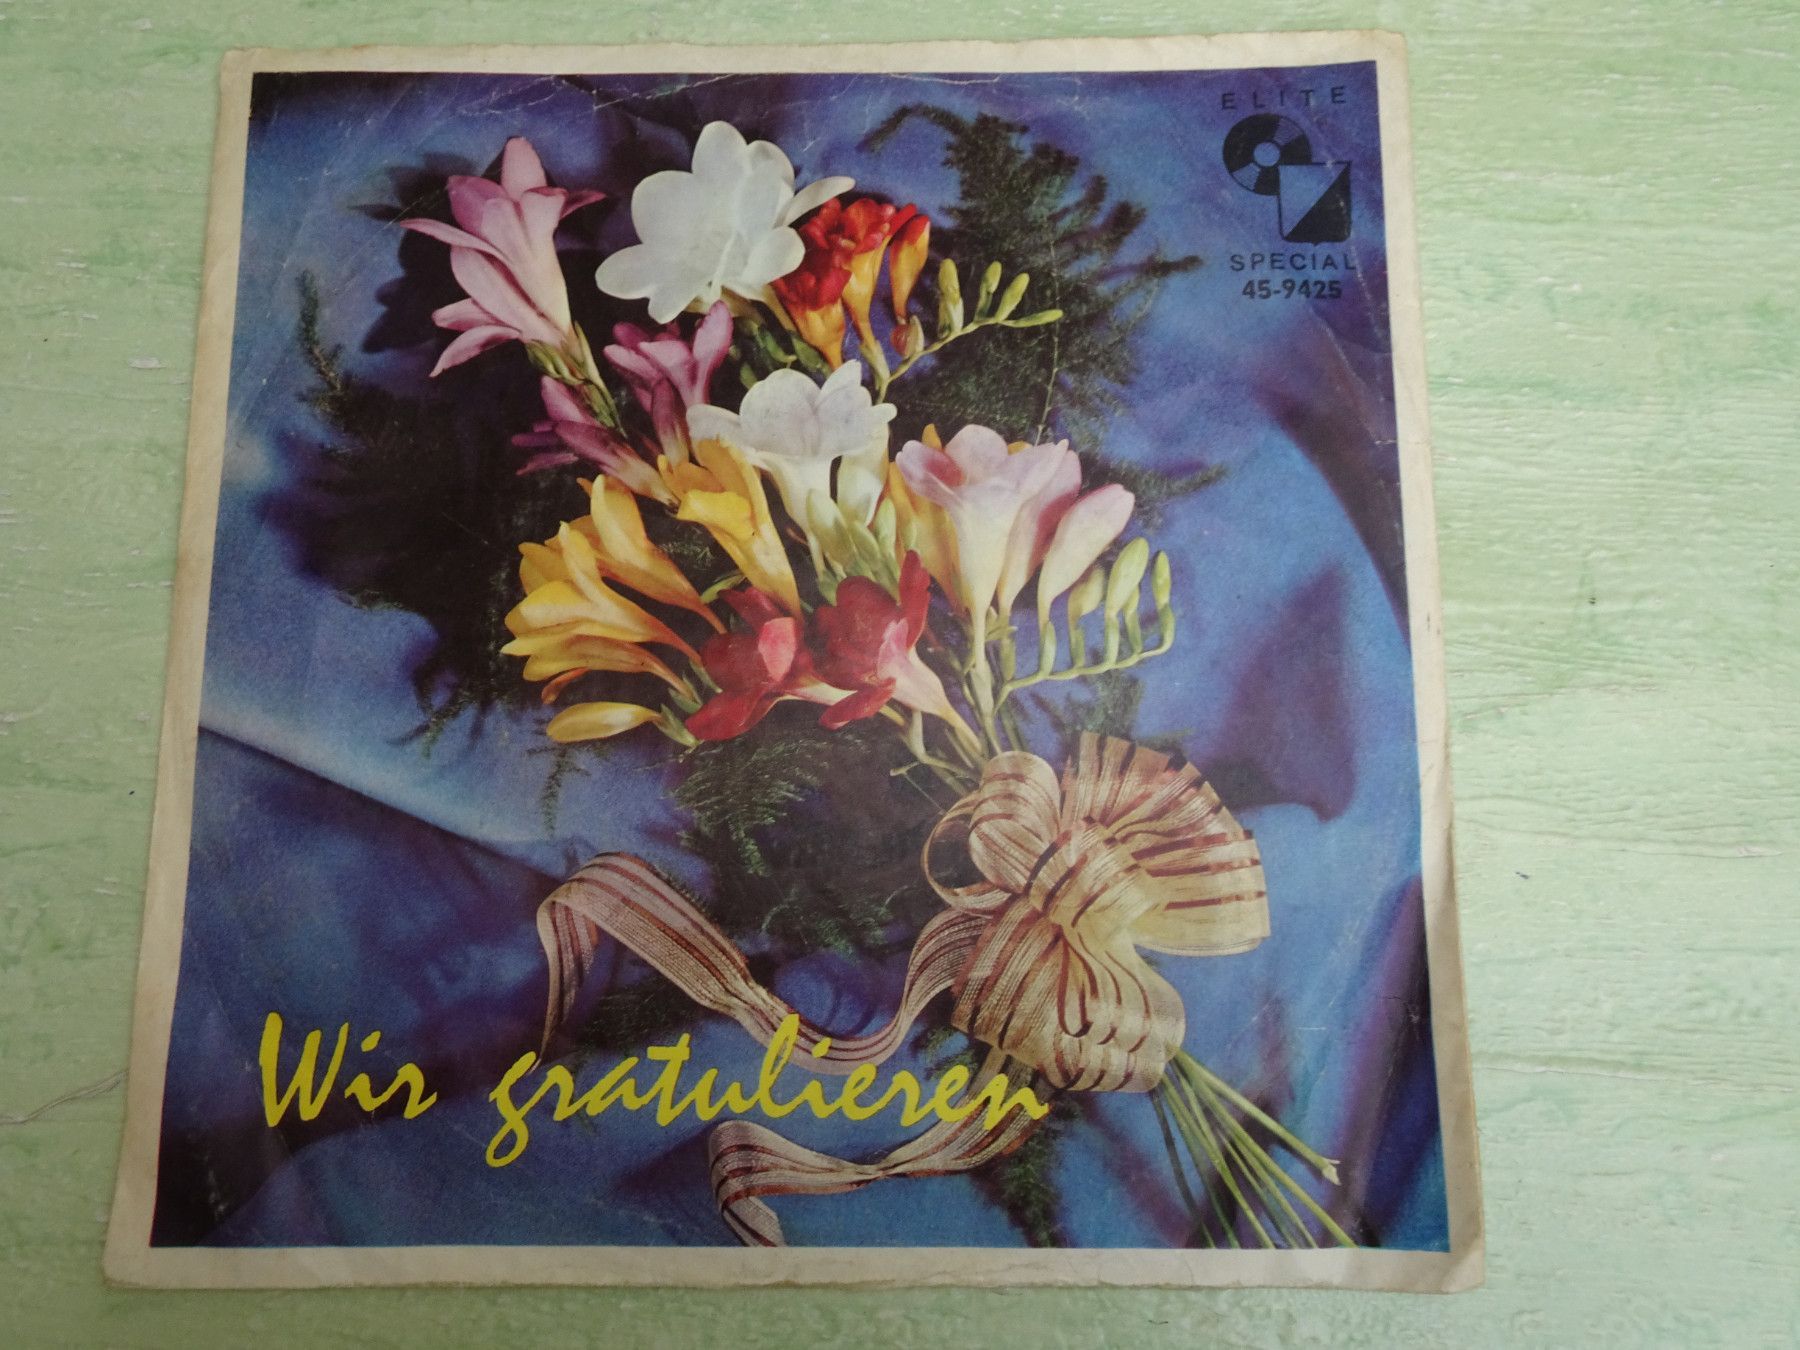 ELITE
SPECIAL
45-9425
Wir gratulieren